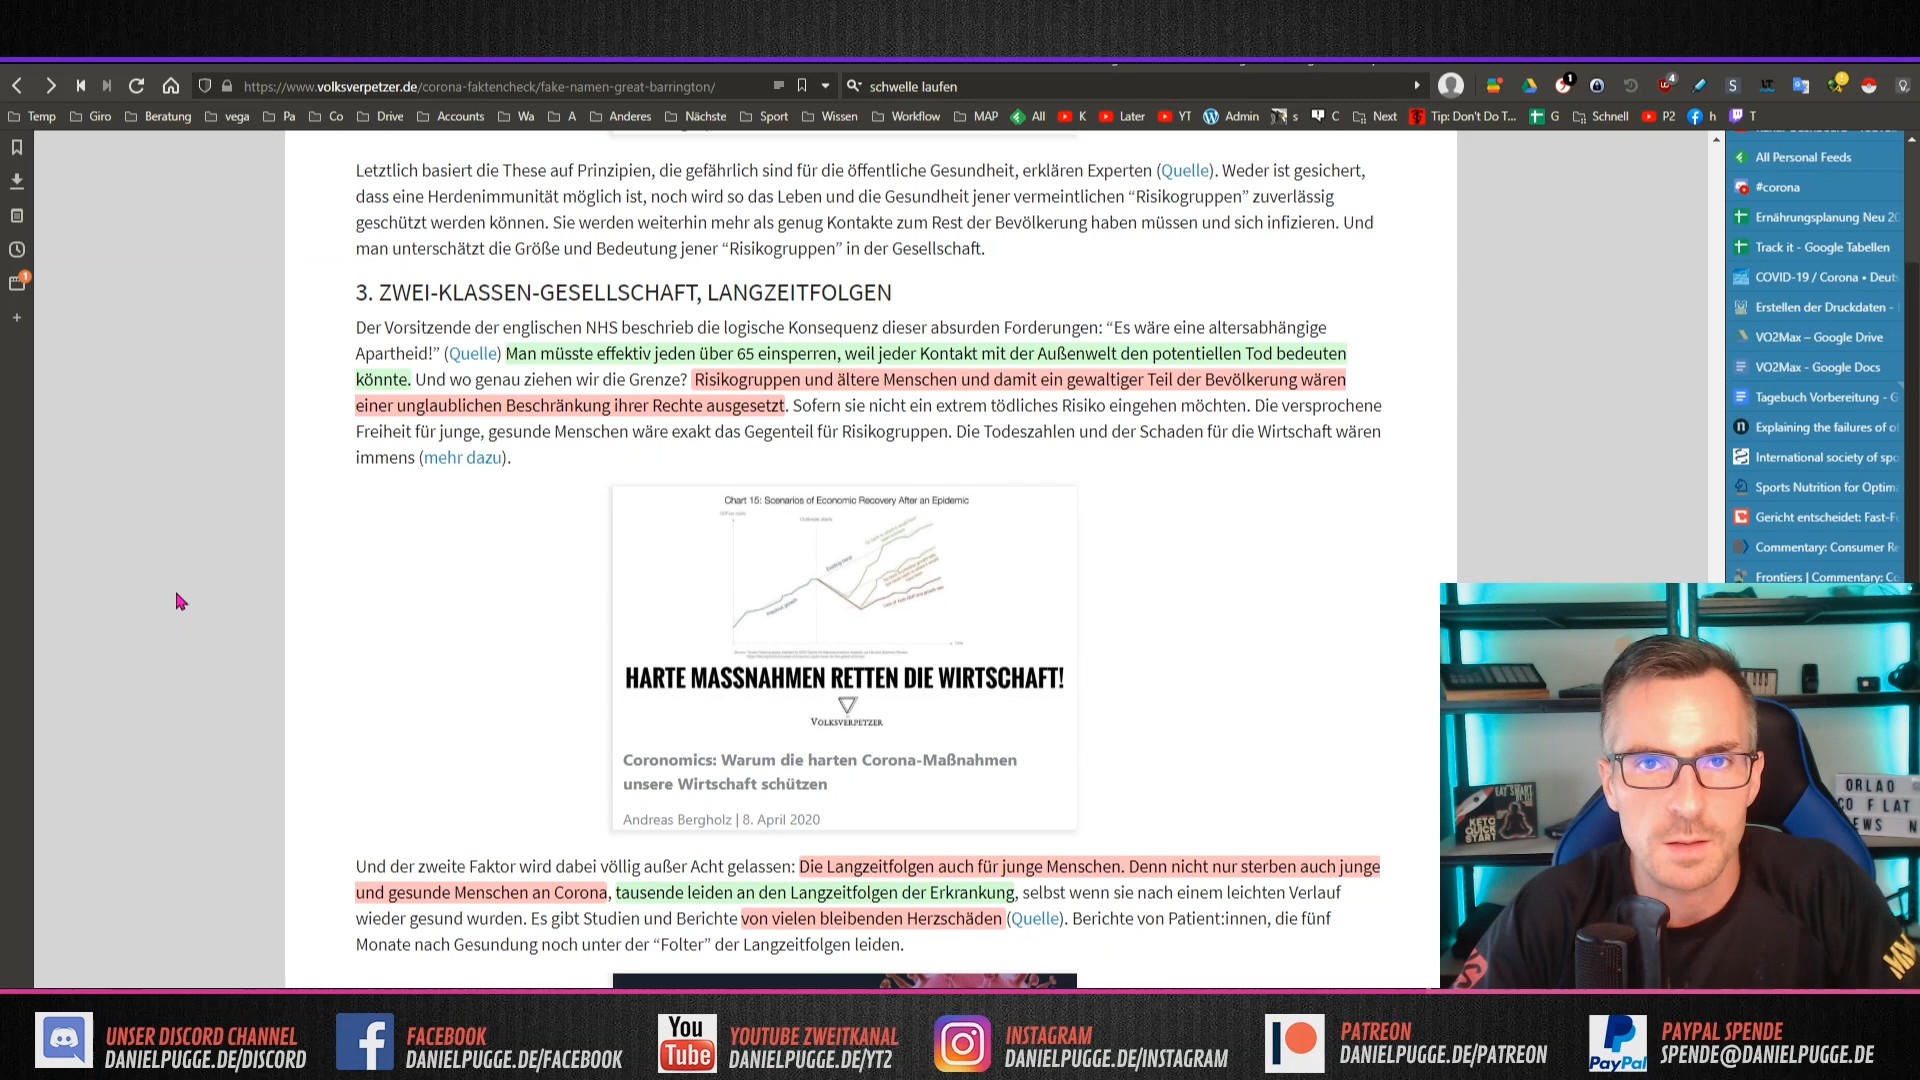 https://www.volksverpetzer.de/corona-faktencheck/fake-namen-great-barrington/
schwelle laufen
Temp Giro Beratung vega Pa Co Drive Accounts Wa A Anderes Nächste Sport Wissen Workflow MAP All K Later YT Admin s C Next Tip: Don't Do T... G Schnell P2 h T
Letztlich basiert die These auf Prinzipien, die gefährlich sind für die öffentliche Gesundheit, erklären Experten (Quelle). Weder ist gesichert,
dass eine Herdenimmunität möglich ist, noch wird so das Leben und die Gesundheit jener vermeintlichen “Risikogruppen” zuverlässig
geschützt werden können. Sie werden weiterhin mehr als genug Kontakte zum Rest der Bevölkerung haben müssen und sich infizieren. Und
man unterschätzt die Größe und Bedeutung jener “Risikogruppen” in der Gesellschaft.
3. ZWEI-KLASSEN-GESELLSCHAFT, LANGZEITFOLGEN
Der Vorsitzende der englischen NHS beschrieb die logische Konsequenz dieser absurden Forderungen: “Es wäre eine altersabhängige
Apartheid!” (Quelle) Man müsste effektiv jeden über 65 einsperren, weil jeder Kontakt mit der Außenwelt den potentiellen Tod bedeuten
könnte. Und wo genau ziehen wir die Grenze? Risikogruppen und ältere Menschen und damit ein gewaltiger Teil der Bevölkerung wären
einer unglaublichen Beschränkung ihrer Rechte ausgesetzt. Sofern sie nicht ein extrem tödliches Risiko eingehen möchten. Die versprochene
Freiheit für junge, gesunde Menschen wäre exakt das Gegenteil für Risikogruppen. Die Todeszahlen und der Schaden für die Wirtschaft wären
immens (mehr dazu).
Chart 15: Scenarios of Economic Recovery After an Epidemic
HARTE MASSNAHMEN RETTEN DIE WIRTSCHAFT!
VOLKSVERPETZER
Coronomics: Warum die harten Corona-Maßnahmen
unsere Wirtschaft schützen
Andreas Bergholz | 8. April 2020
Und der zweite Faktor wird dabei völlig außer Acht gelassen: Die Langzeitfolgen auch für junge Menschen. Denn nicht nur sterben auch junge
und gesunde Menschen an Corona, tausende leiden an den Langzeitfolgen der Erkrankung, selbst wenn sie nach einem leichten Verlauf
wieder gesund wurden. Es gibt Studien und Berichte von vielen bleibenden Herzschäden (Quelle). Berichte von Patient:innen, die fünf
Monate nach Gesundung noch unter der “Folter” der Langzeitfolgen leiden.
All Personal Feeds
#corona
Ernährungsplanung Neu 20
Track it - Google Tabellen
COVID-19 / Corona • Deut
Erstellen der Druckdaten -
VO2Max – Google Drive
VO2Max - Google Docs
Tagebuch Vorbereitung - G
Explaining the failures of o
International society of spo
Sports Nutrition for Optim
Gericht entscheidet: Fast-F
Commentary: Consumer Re
Frontiers | Commentary: Co
EAT SMART
KETO
QUICK
START
ORLAO
CO FLAT
EWS N
UNSER DISCORD CHANNEL
DANIELPUGGE.DE/DISCORD
FACEBOOK
DANIELPUGGE.DE/FACEBOOK
You
Tube
YOUTUBE ZWEITKANAL
DANIELPUGGE.DE/YT2
INSTAGRAM
DANIELPUGGE.DE/INSTAGRAM
PATREON
DANIELPUGGE.DE/PATREON
PayPal
PAYPAL SPENDE
SPENDE@DANIELPUGGE.DE